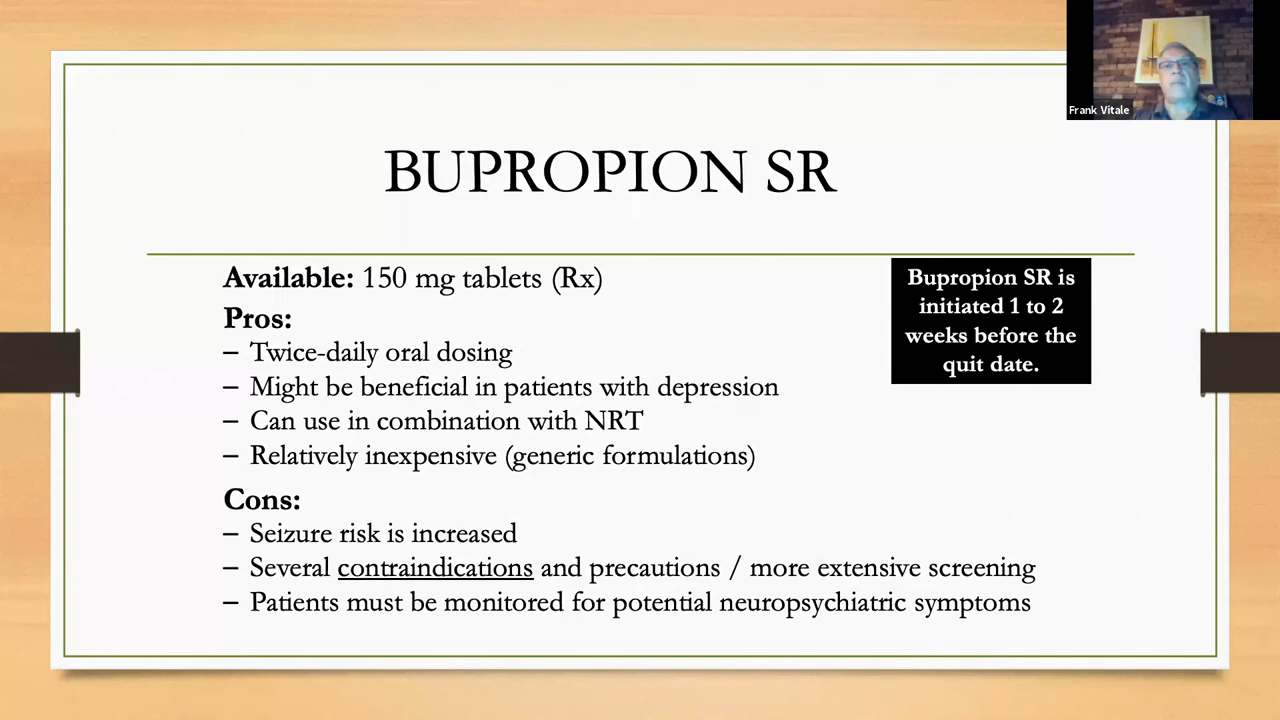 Frank Vitale
BUPROPION SR
Available: 150 mg tablets (Rx)
Pros:
– Twice-daily oral dosing
– Might be beneficial in patients with depression
– Can use in combination with NRT
– Relatively inexpensive (generic formulations)
Cons:
– Seizure risk is increased
– Several contraindications and precautions / more extensive screening
– Patients must be monitored for potential neuropsychiatric symptoms
Bupropion SR is
initiated 1 to 2
weeks before the
quit date.